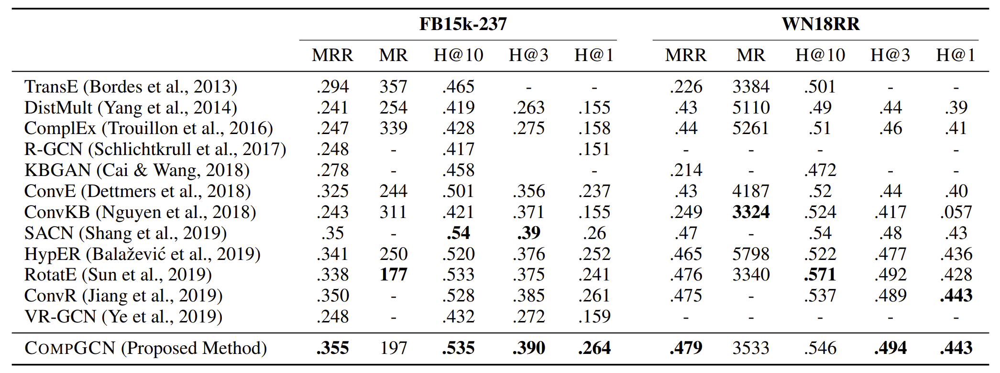 FB15k-237 WN18RR
MRR MR H@10 H@3 H@1 MRR MR H@10 H@3 H@1
TransE (Bordes et al., 2013) .294 357 .465 - - .226 3384 .501 - -
DistMult (Yang et al., 2014) .241 254 .419 .263 .155 .43 5110 .49 .44 .39
ComplEx (Trouillon et al., 2016) .247 339 .428 .275 .158 .44 5261 .51 .46 .41
R-GCN (Schlichtkrull et al., 2017) .248 - .417 .151 - - - -
KBGAN (Cai & Wang, 2018) .278 - .458 - .214 - .472 - -
ConvE (Dettmers et al., 2018) .325 244 .501 .356 .237 .43 4187 .52 .44 .40
ConvKB (Nguyen et al., 2018) .243 311 .421 .371 .155 .249 3324 .524 .417 .057
SACN (Shang et al., 2019) .35 - .54 .39 .26 .47 - .54 .48 .43
HypER (Balažević et al., 2019) .341 250 .520 .376 .252 .465 5798 .522 .477 .436
RotatE (Sun et al., 2019) .338 177 .533 .375 .241 .476 3340 .571 .492 .428
ConvR (Jiang et al., 2019) .350 - .528 .385 .261 .475 - .537 .489 .443
VR-GCN (Ye et al., 2019) .248 - .432 .272 .159 - - - - -
COMPGCN (Proposed Method) .355 197 .535 .390 .264 .479 3533 .546 .494 .443